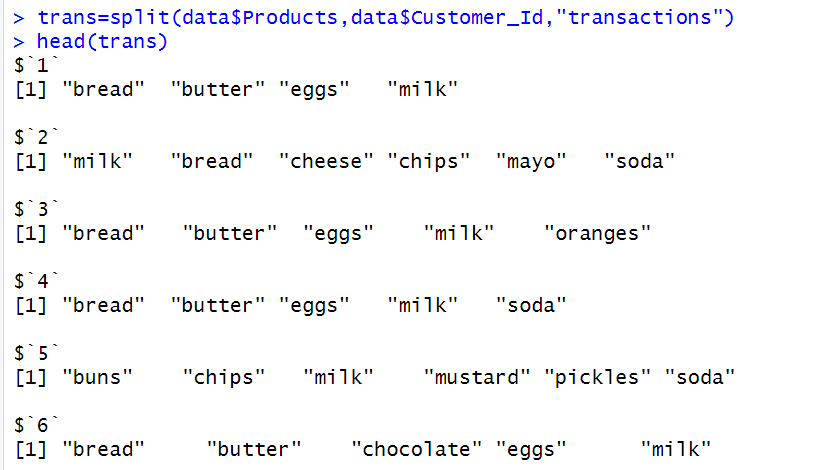 > trans=split(data$Products,data$Customer_Id,"transactions")
> head(trans)
$`1`
[1] "bread"  "butter" "eggs"   "milk"
$`2`
[1] "milk"   "bread"  "cheese" "chips"  "mayo"   "soda"
$`3`
[1] "bread"   "butter"  "eggs"    "milk"    "oranges"
$`4`
[1] "bread"  "butter" "eggs"   "milk"   "soda"
$`5`
[1] "buns"    "chips"   "milk"    "mustard" "pickles" "soda"
$`6`
[1] "bread"     "butter"    "chocolate" "eggs"      "milk"